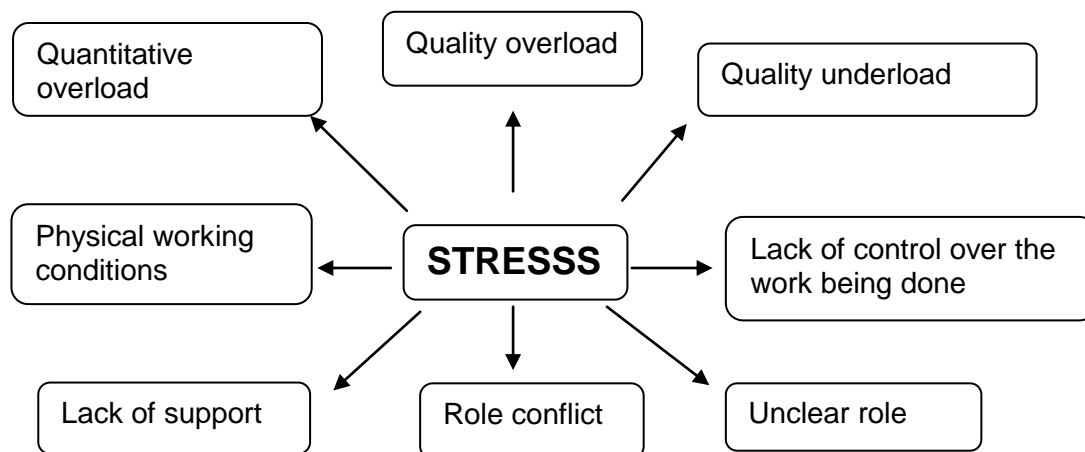 Quantitative
overload
Quality overload
Quality underload
Physical working
conditions
STRESSS
Lack of control over the
work being done
Lack of support
Role conflict
Unclear role